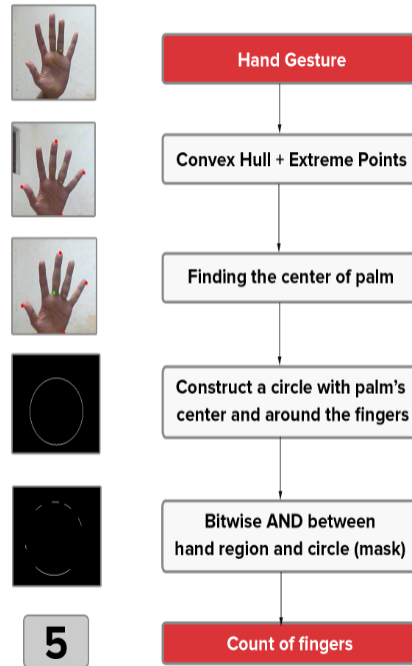 Hand Gesture
Convex Hull + Extreme Points
Finding the center of palm
Construct a circle with palm's
center and around the fingers
Bitwise AND between
hand region and circle (mask)
5
Count of fingers